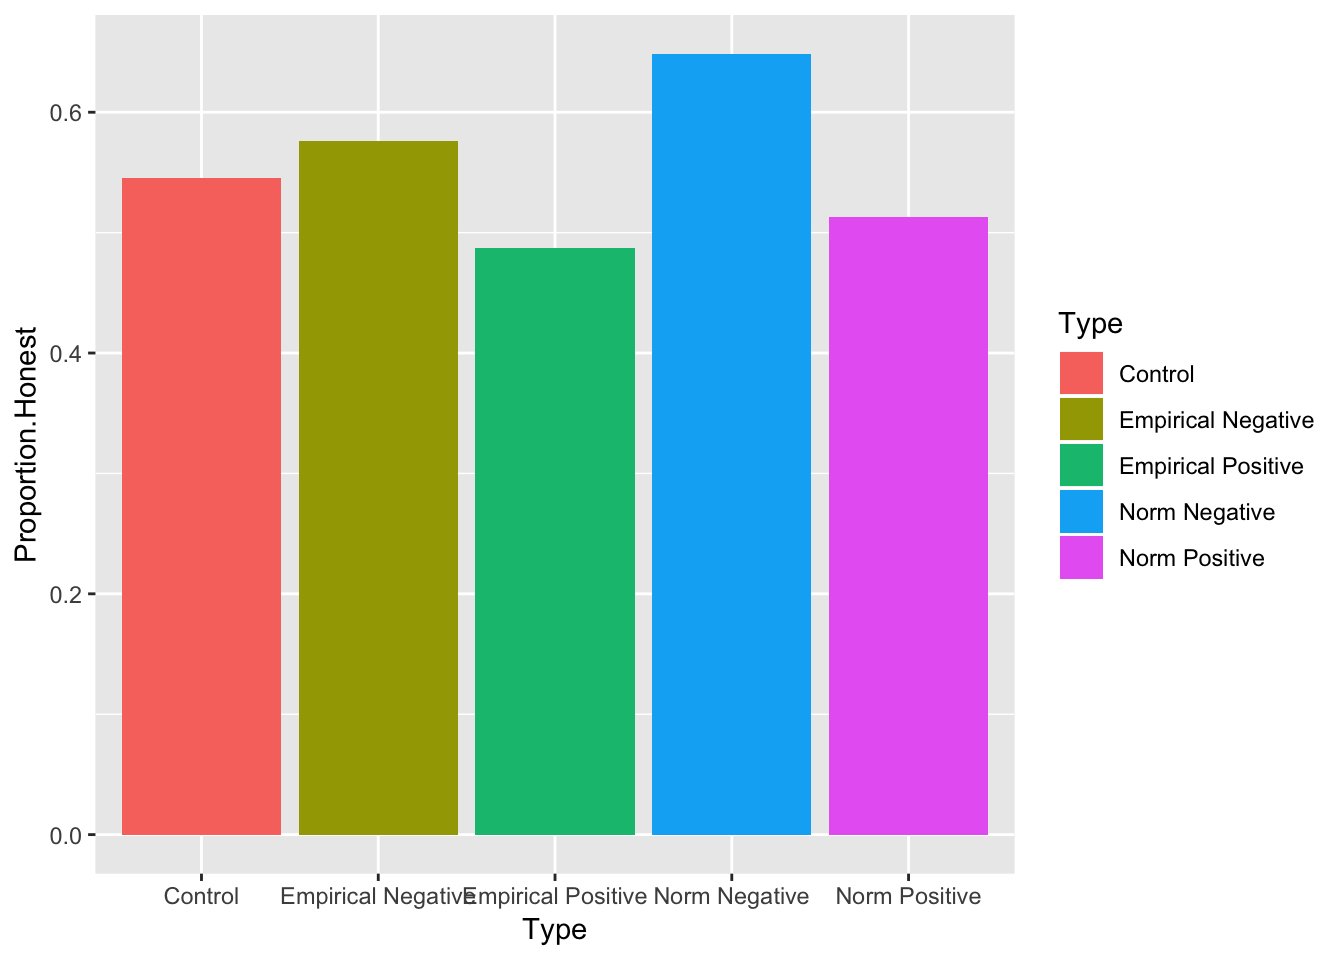 Proportion.Honest
0.6
0.4
0.2
0.0
Control Empirical Negative Empirical Positive Norm Negative Norm Positive
Type
Type
Control
Empirical Negative
Empirical Positive
Norm Negative
Norm Positive